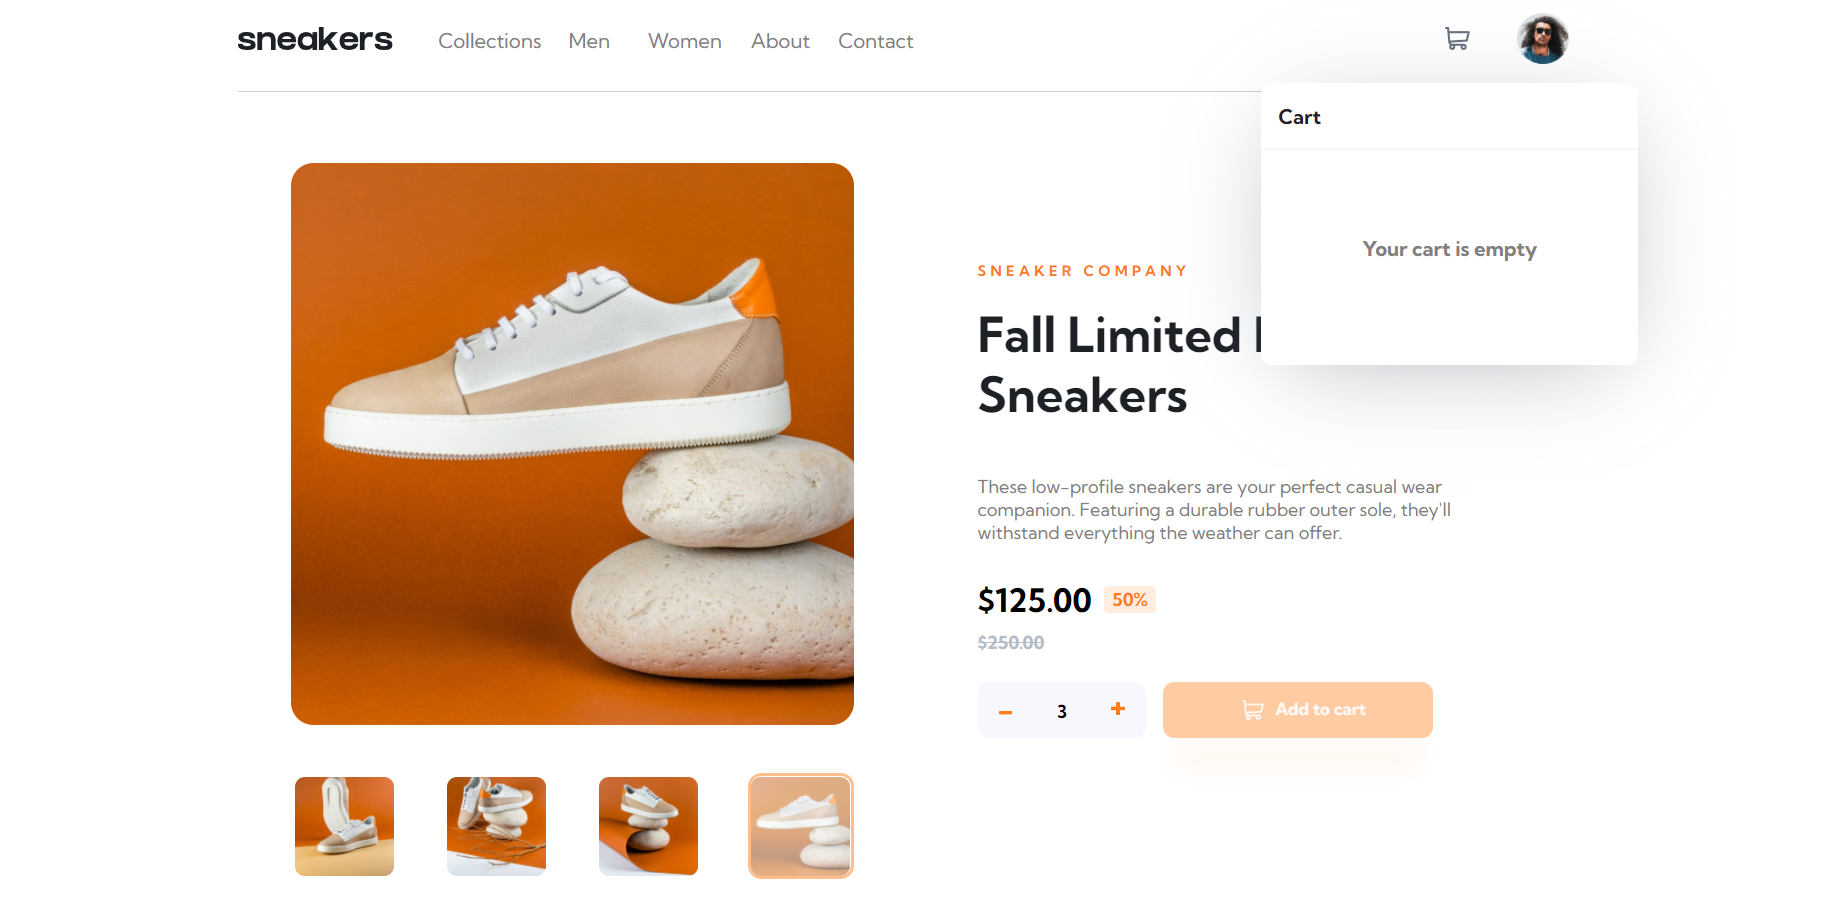 sneakers
Collections Men Women About Contact
Cart
Your cart is empty
SNEAKER COMPANY
Fall Limited
Sneakers
These low-profile sneakers are your perfect casual wear
companion. Featuring a durable rubber outer sole, they'll
withstand everything the weather can offer.
$125.00 50%
$250.00
3 Add to cart